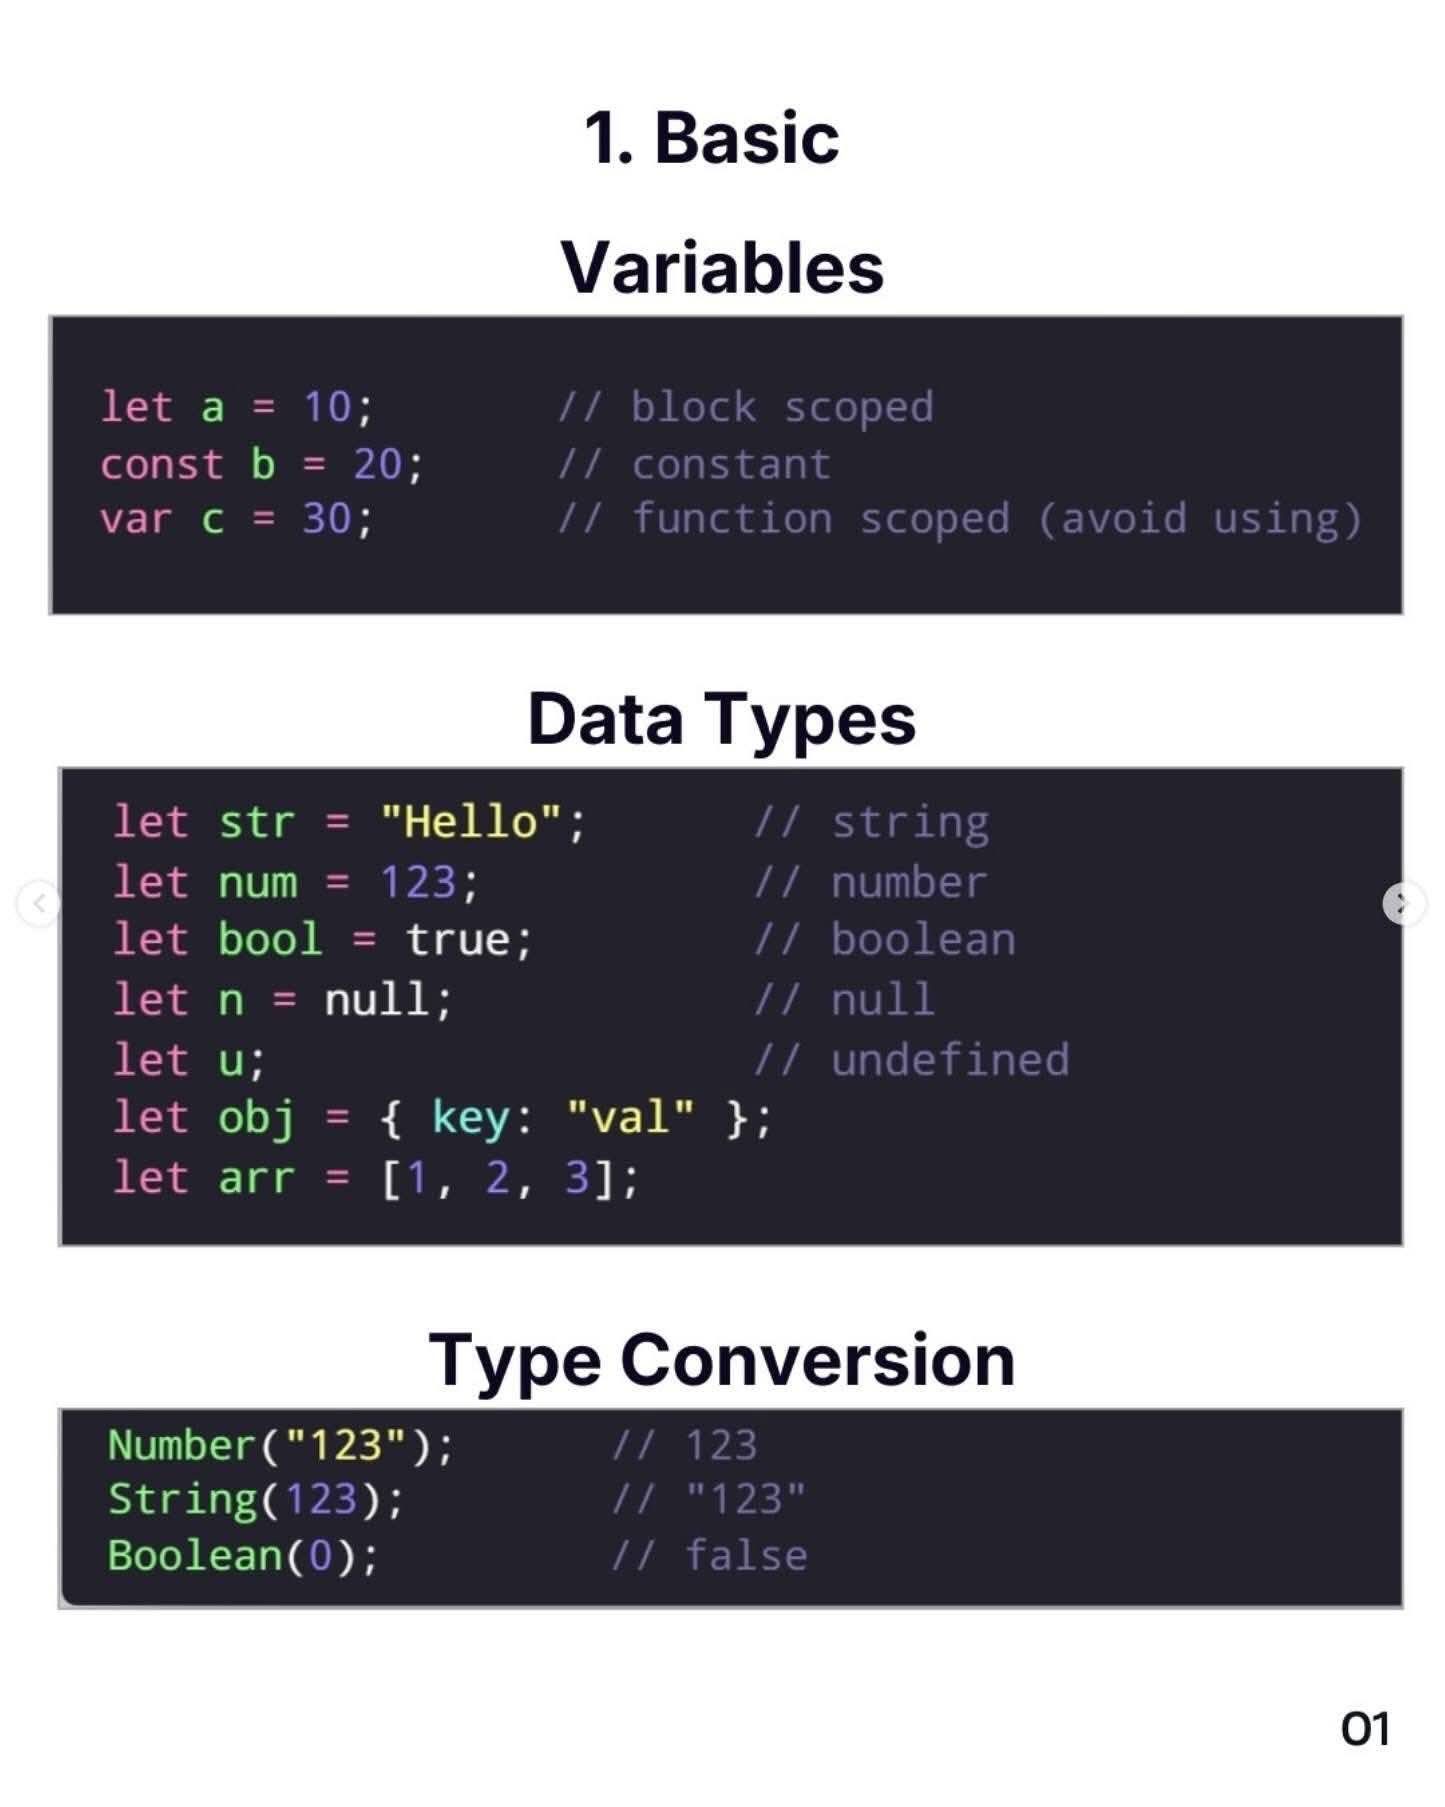 1. Basic
Variables
let a = 10; // block scoped
const b = 20; // constant
var c = 30; // function scoped (avoid using)
Data Types
let str = "Hello"; // string
let num = 123; // number
let bool = true; // boolean
let n = null; // null
let u; // undefined
let obj = { key: "val" };
let arr = [1, 2, 3];
Type Conversion
Number("123"); // 123
String(123); // "123"
Boolean(0); // false
01